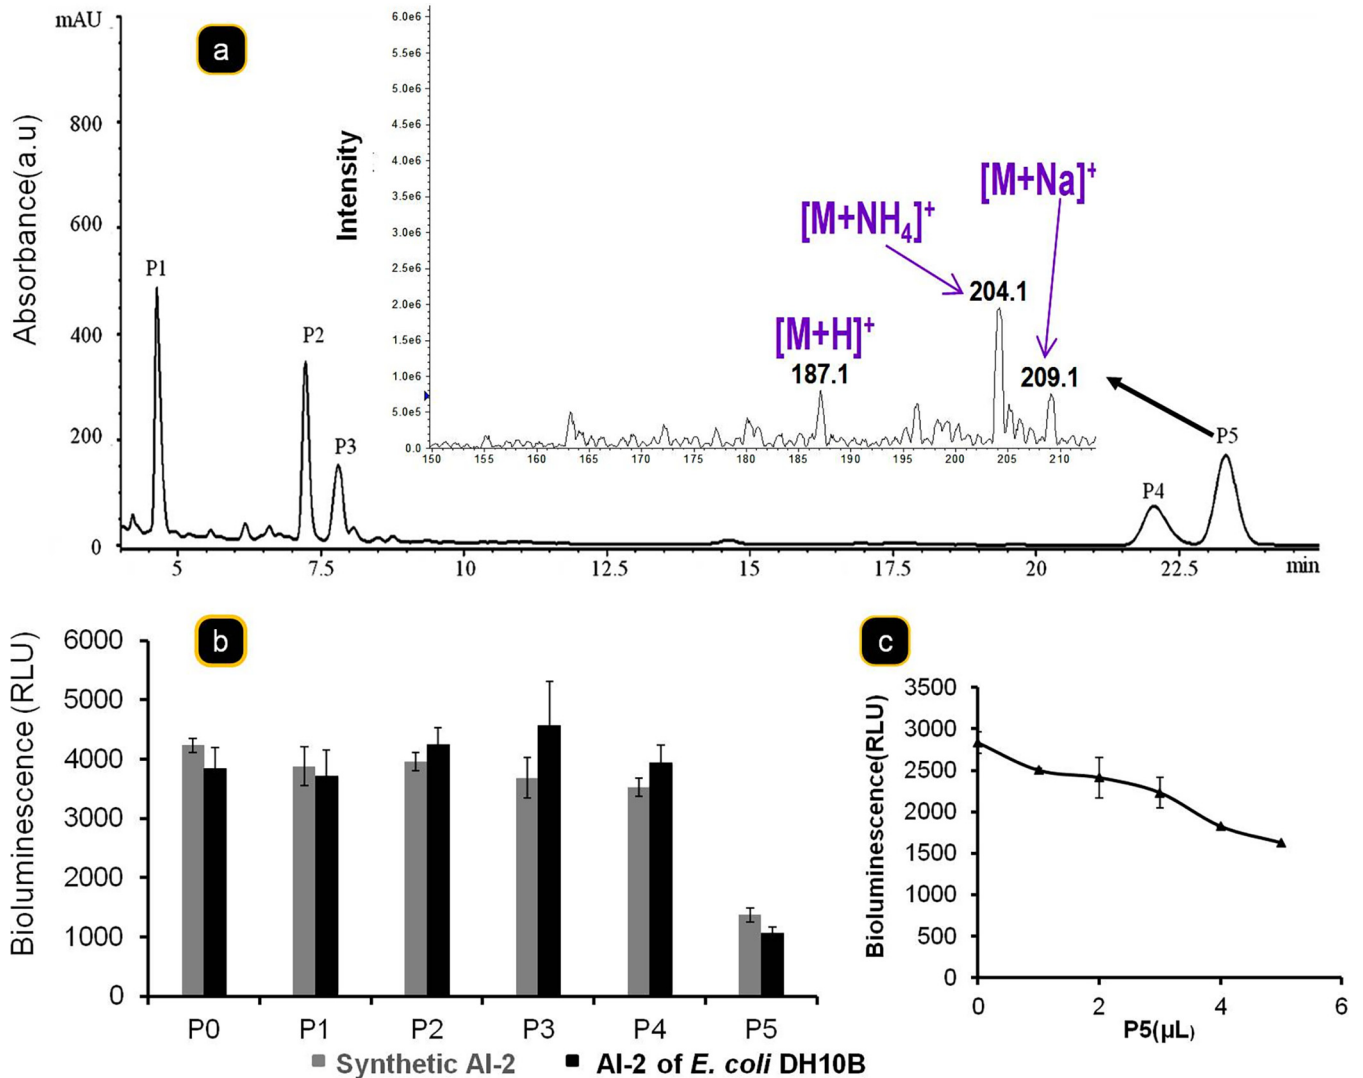 mAU
a
Absorbance(a.u)
800
600
400
200
0
P1
P2
P3
P4
P5
5
7.5
10
12.5
15
17.5
20
22.5
min
Intensity
6.0e6
5.5e6
5.0e6
4.5e6
4.0e6
3.5e6
3.0e6
2.5e6
2.0e6
1.5e6
1.0e6
5.0e5
0.0
150 155 160 165 170 175 180 185 190 195 200 205 210
[M+H]+
187.1
[M+NH4]+
204.1
[M+Na]+
209.1
b
Bioluminescence (RLU)
6000
5000
4000
3000
2000
1000
0
P0 P1 P2 P3 P4 P5
Synthetic AI-2
AI-2 of E. coli DH10B
c
Bioluminescence(RLU)
3500
3000
2500
2000
1500
1000
500
0
0 2 4 6
P5(µL)